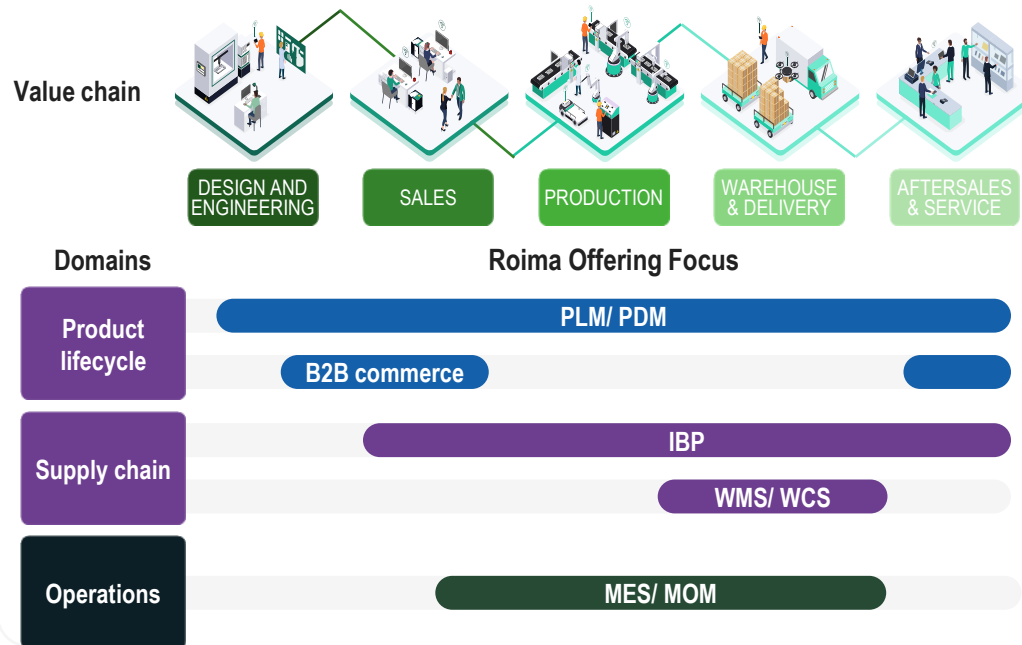 Value chain
DESIGN AND
ENGINEERING
SALES
PRODUCTION
WAREHOUSE
& DELIVERY
AFTERSALES
& SERVICE
Domains
Roima Offering Focus
Product
lifecycle
PLM/ PDM
B2B commerce
Supply chain
IBP
WMS/ WCS
Operations
MES/ MOM